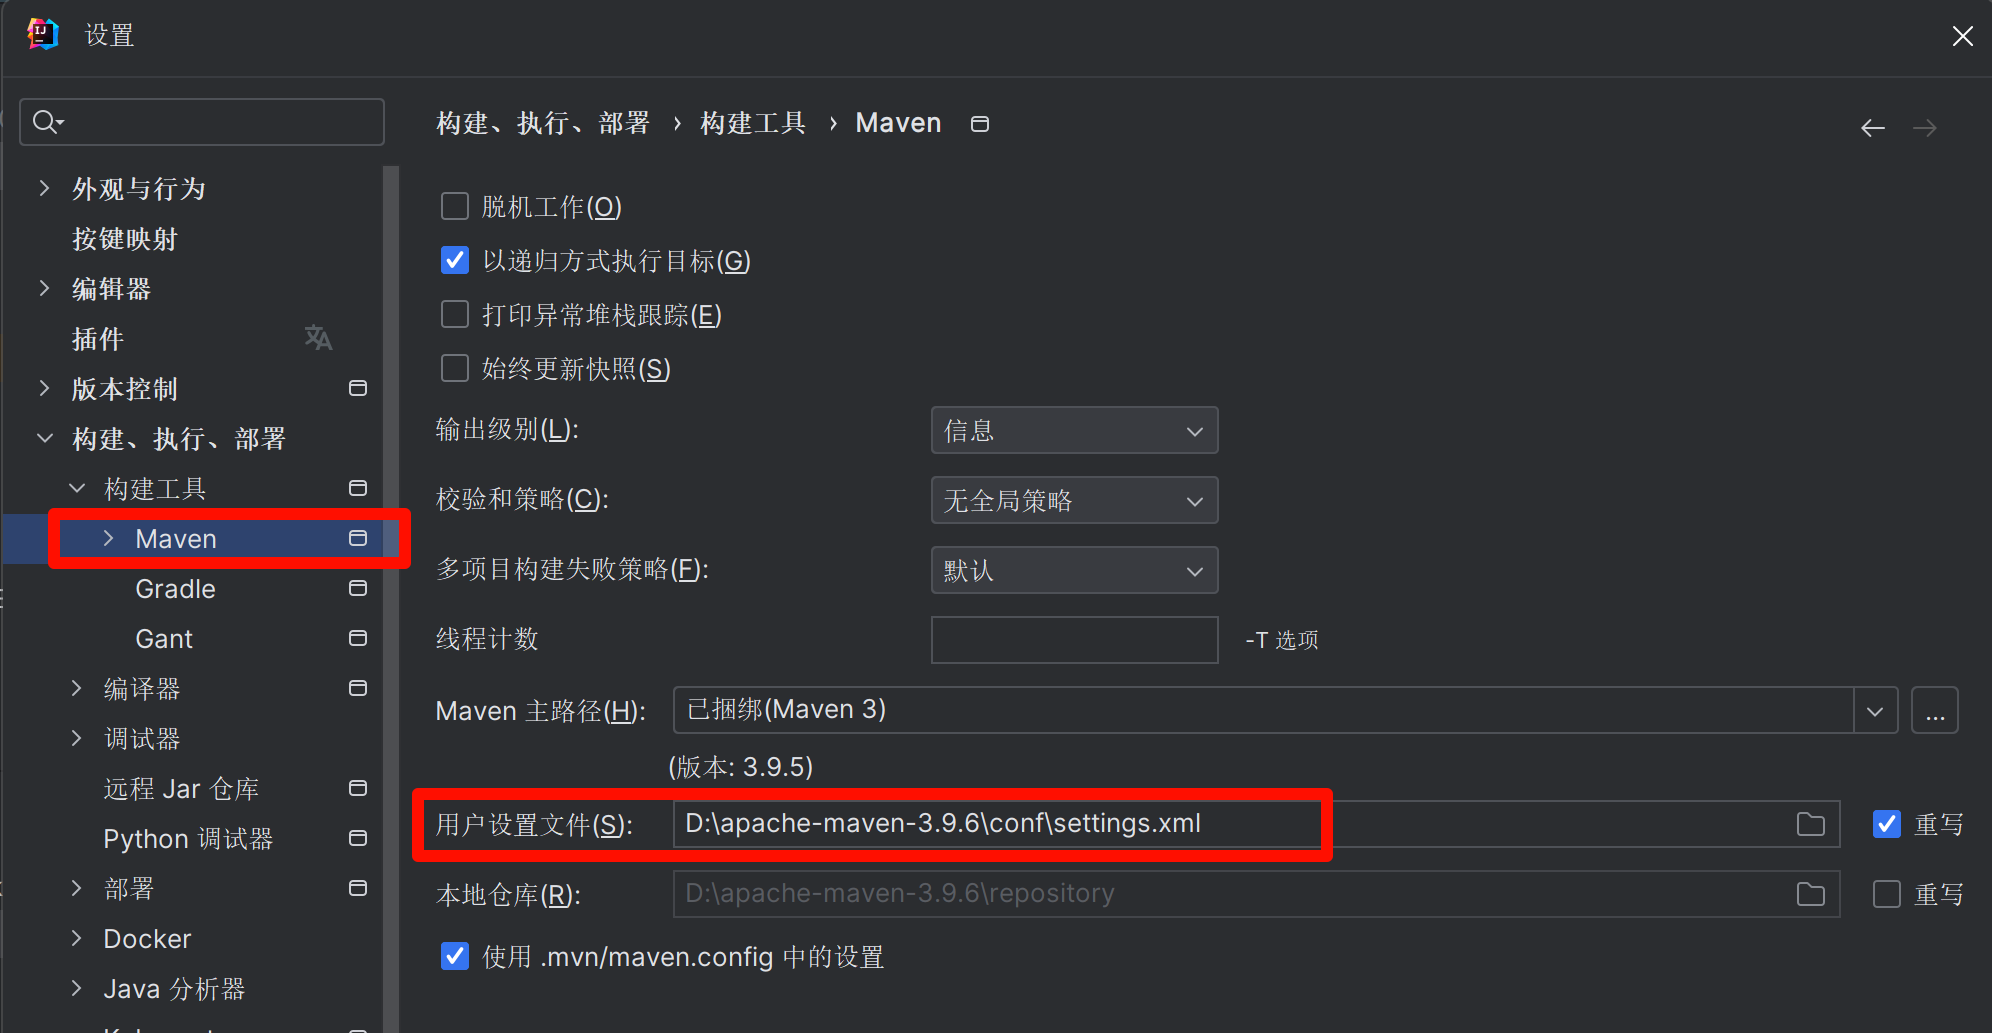 设置
构建、执行、部署 › 构建工具 › Maven
外观与行为
按键映射
编辑器
插件
版本控制
构建、执行、部署
构建工具
Maven
Gradle
Gant
编译器
调试器
远程 Jar 仓库
Python 调试器
部署
Docker
Java 分析器
脱机工作(O)
以递归方式执行目标(G)
打印异常堆栈跟踪(E)
始终更新快照(S)
输出级别(L): 信息
校验和策略(C): 无全局策略
多项目构建失败策略(F): 默认
线程计数 -T 选项
Maven 主路径(H): 已捆绑(Maven 3) ...
(版本: 3.9.5)
用户设置文件(S): D:\apache-maven-3.9.6\conf\settings.xml 重写
本地仓库(R): D:\apache-maven-3.9.6\repository 重写
使用 .mvn/maven.config 中的设置